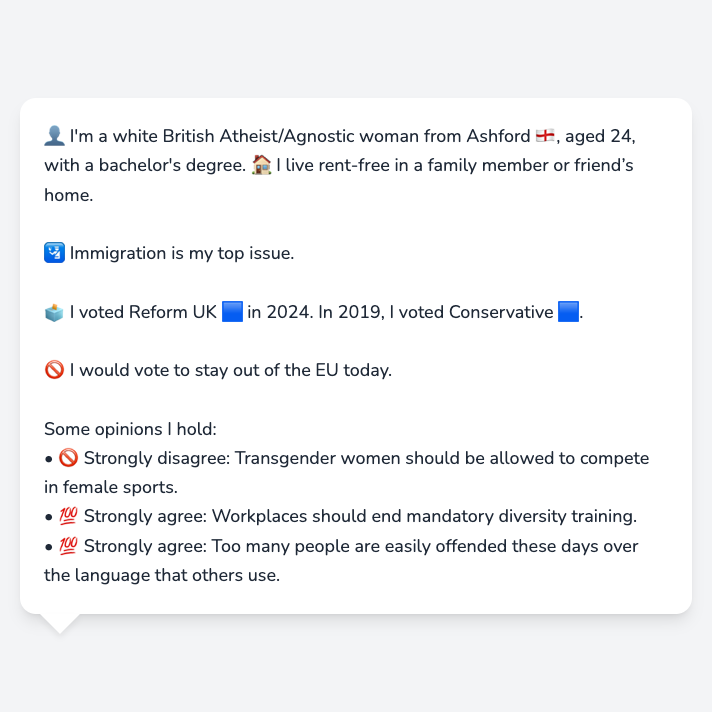 👤 I'm a white British Atheist/Agnostic woman from Ashford 🏴󠁧󠁢󠁥󠁮󠁧󠁿, aged 24,
with a bachelor's degree. 🏠 I live rent-free in a family member or friend’s
home.
🛂 Immigration is my top issue.
🗳️ I voted Reform UK 🟦 in 2024. In 2019, I voted Conservative 🟦.
🚫 I would vote to stay out of the EU today.
Some opinions I hold:
• 🚫 Strongly disagree: Transgender women should be allowed to compete
in female sports.
• 💯 Strongly agree: Workplaces should end mandatory diversity training.
• 💯 Strongly agree: Too many people are easily offended these days over
the language that others use.